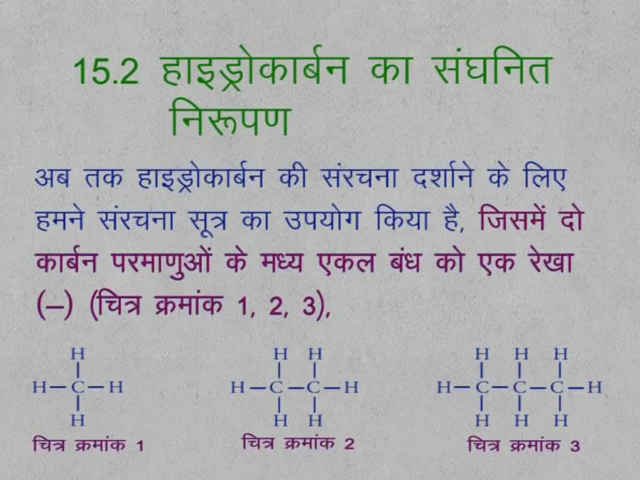 15.2 हाइड्रोकार्बन का संघनित
निरूपण
अब तक हाइड्रोकार्बन की संरचना दर्शाने के लिए
हमने संरचना सूत्र का उपयोग किया है, जिसमें दो
कार्बन परमाणुओं के मध्य एकल बंध को एक रेखा
(–) (चित्र क्रमांक 1, 2, 3),
H H H H H H
H–C–H H–C–C–H H–C–C–C–H
H H H H H H
चित्र क्रमांक 1 चित्र क्रमांक 2 चित्र क्रमांक 3